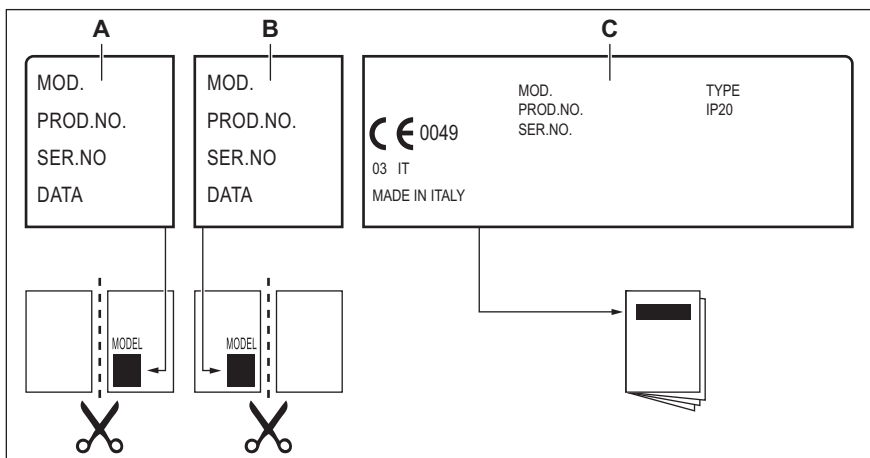 A
B
C
MOD.
PROD.NO.
SER.NO
DATA
MOD.
PROD.NO.
SER.NO
DATA
MOD.
PROD.NO.
SER.NO.
TYPE
IP20
CE 0049
03 IT
MADE IN ITALY
MODEL
MODEL